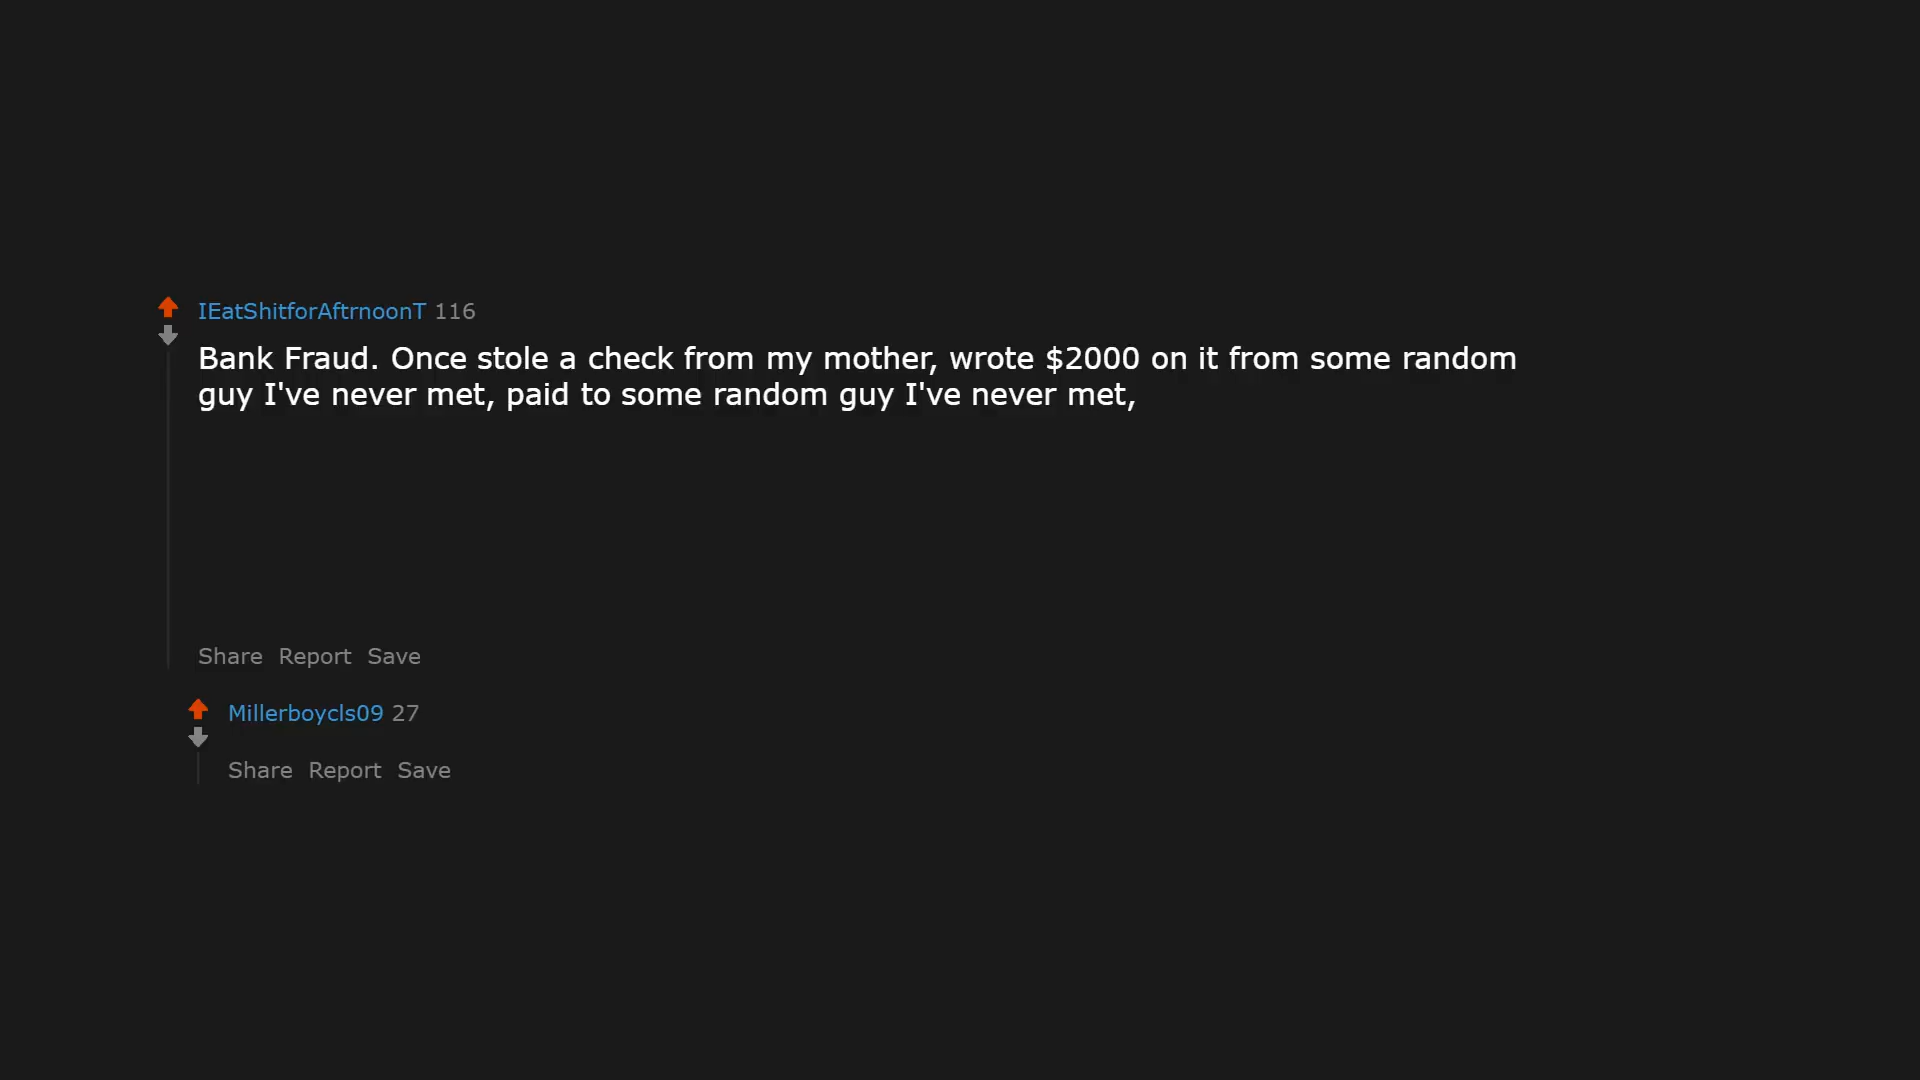 IEatShitforAftrnoonT 116
Bank Fraud. Once stole a check from my mother, wrote $2000 on it from some random
guy I've never met, paid to some random guy I've never met,
Share Report Save
Millerboycls09 27
Share Report Save